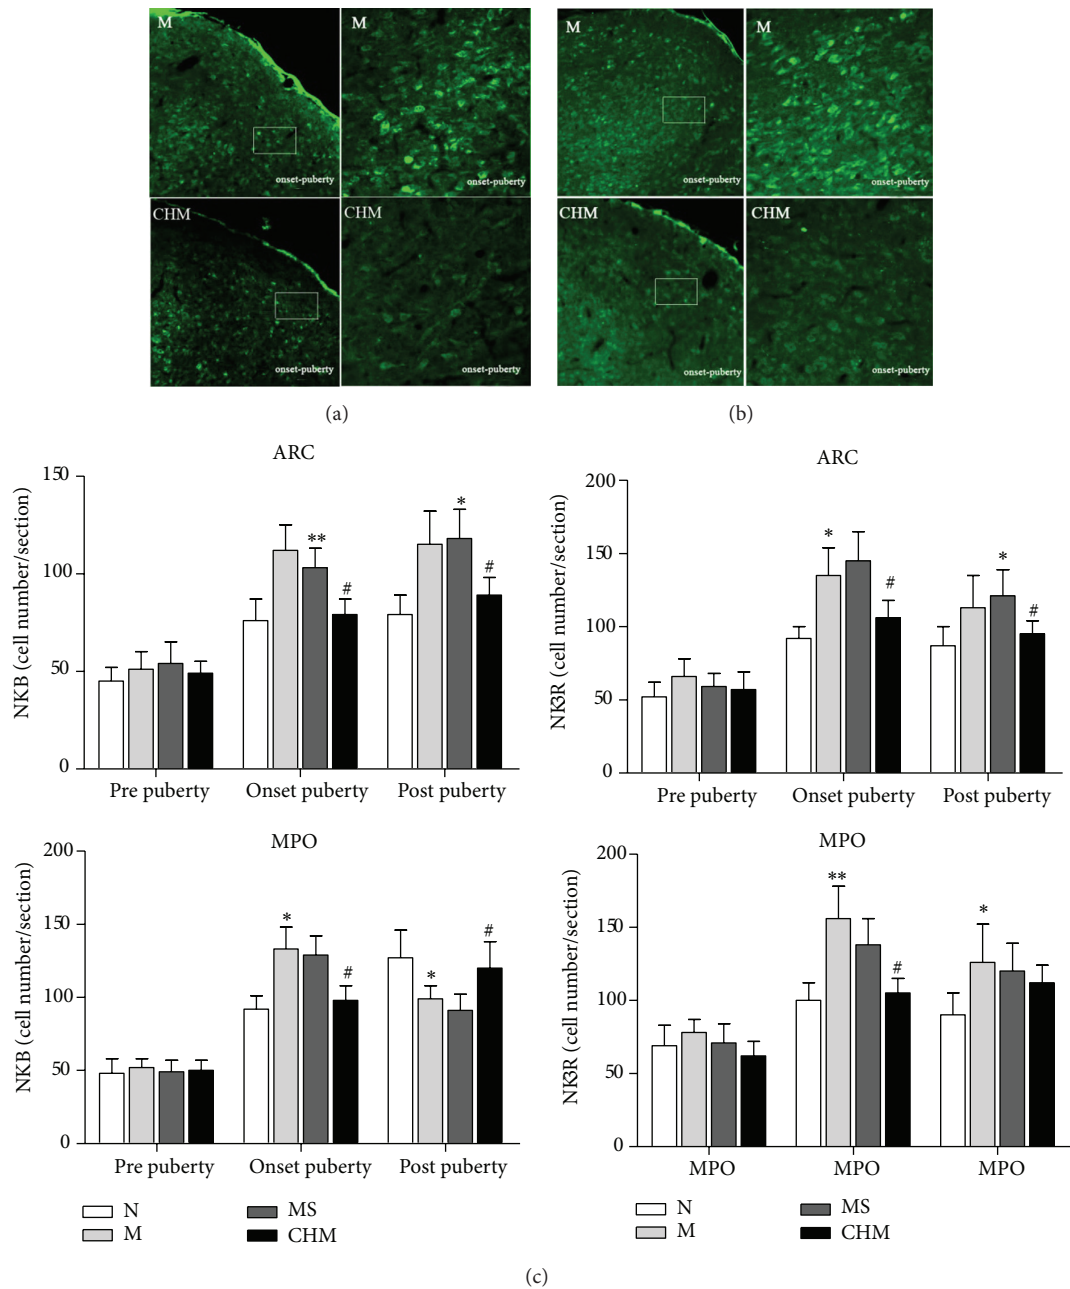 M
M
onset-puberty
onset-puberty
CHM
CHM
onset-puberty
onset-puberty
(a)
M
M
onset-puberty
onset-puberty
CHM
CHM
onset-puberty
onset-puberty
(b)
ARC
NKB (cell number/section)
150
100
50
0
**
#
*
#
Pre puberty Onset puberty Post puberty
ARC
NK3R (cell number/section)
200
150
100
50
0
*
#
*
#
Pre puberty Onset puberty Post puberty
MPO
NKB (cell number/section)
200
150
100
50
0
*
#
*
#
Pre puberty Onset puberty Post puberty
N
M
MS
CHM
MPO
NK3R (cell number/section)
200
150
100
50
0
**
#
*
MPO MPO MPO
N
M
MS
CHM
(c)